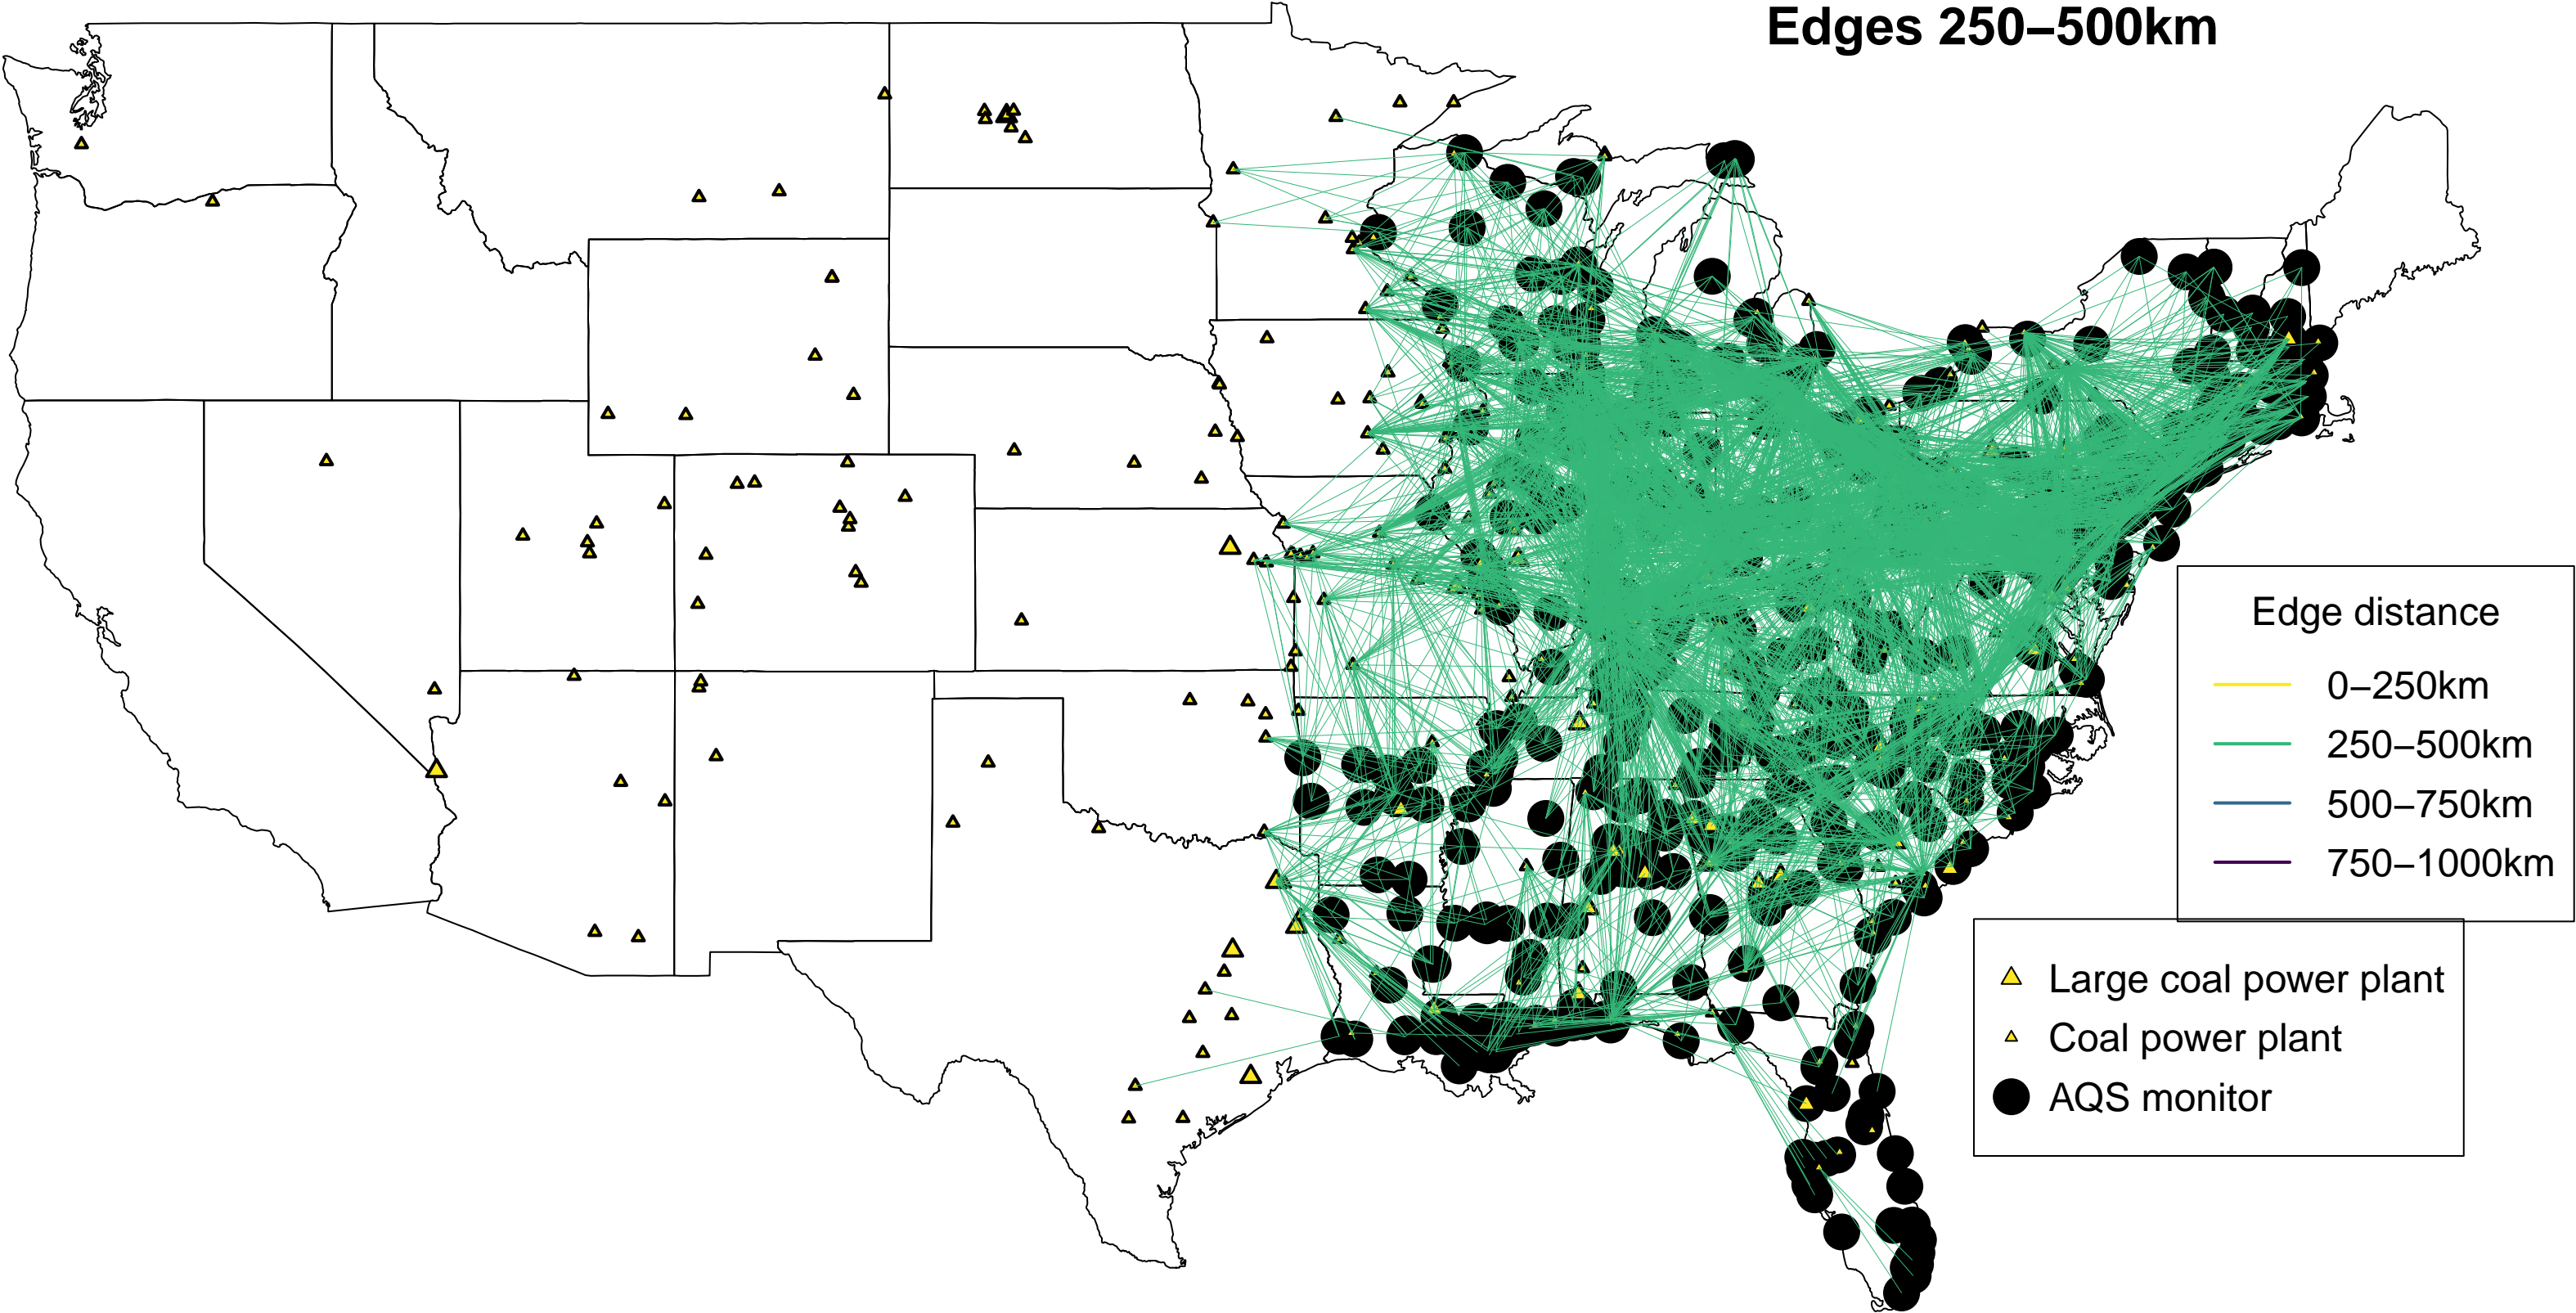 Edges 250–500km
Edge distance
0–250km
250–500km
500–750km
750–1000km
Large coal power plant
Coal power plant
AQS monitor